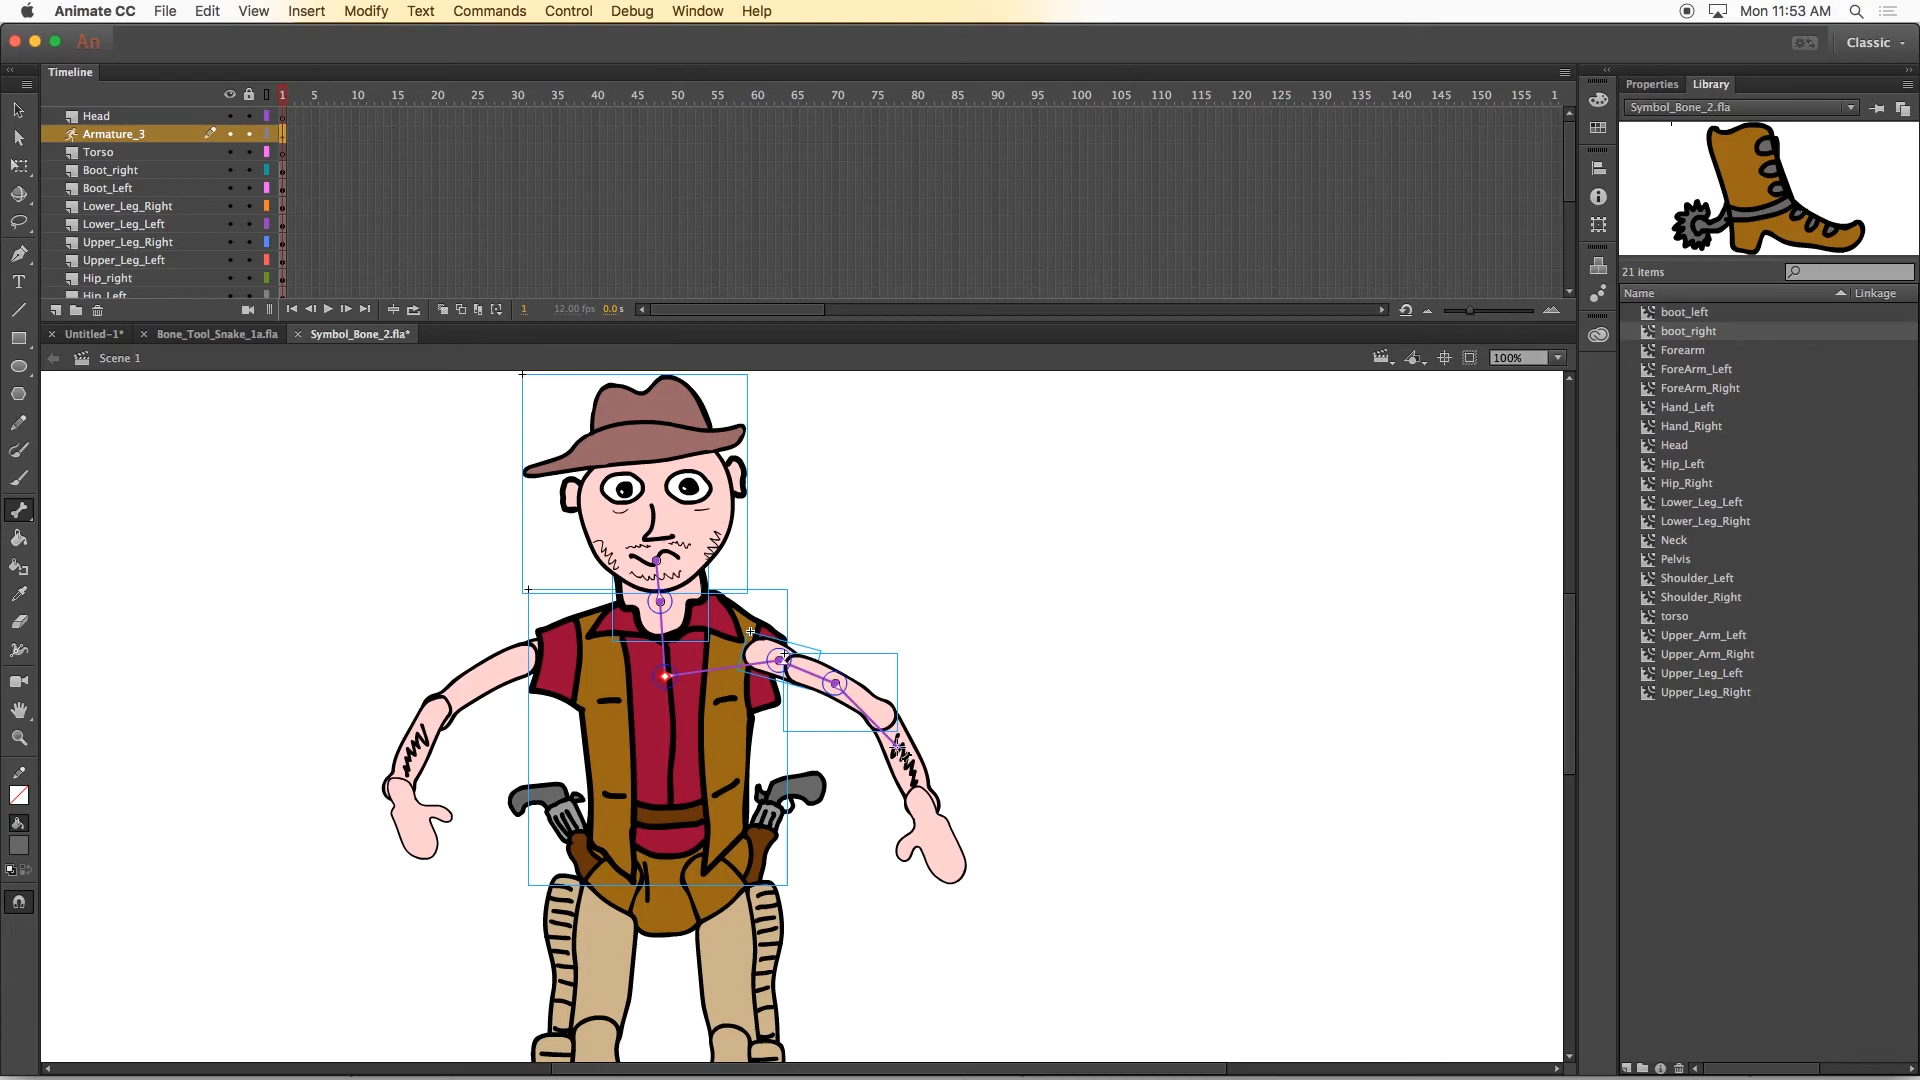 Animate CC File Edit View Insert Modify Text Commands Control Debug Window Help Mon 11:53 AM
An Classic
Timeline Properties Library
1 5 10 15 20 25 30 35 40 45 50 55 60 65 70 75 80 85 90 95 100 105 110 115 120 125 130 135 140 145 150 155 1
Symbol_Bone_2.fla
Head
Armature_3
Torso
Boot_right
Boot_Left
Lower_Leg_Right
Lower_Leg_Left
Upper_Leg_Right
Upper_Leg_Left
Hip_right
Hip_Left
1 12.00 fps 0.0 s
Untitled-1* Bone_Tool_Snake_1a.fla Symbol_Bone_2.fla*
Scene 1 100%
21 items
Name Linkage
boot_left
boot_right
Forearm
ForeArm_Left
ForeArm_Right
Hand_Left
Hand_Right
Head
Hip_Left
Hip_Right
Lower_Leg_Left
Lower_Leg_Right
Neck
Pelvis
Shoulder_Left
Shoulder_Right
torso
Upper_Arm_Left
Upper_Arm_Right
Upper_Leg_Left
Upper_Leg_Right